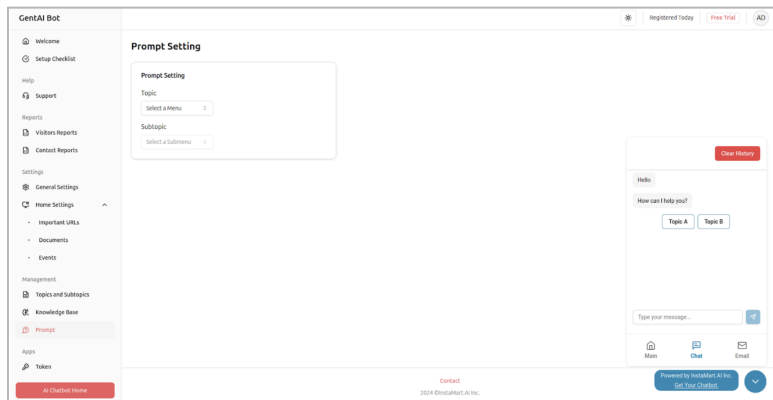 GentAI Bot
Registered Today
Free Trial
AD
Welcome
Setup Checklist
Help
Support
Reports
Visitors Reports
Contact Reports
Settings
General Settings
Home Settings
Important URLs
Documents
Events
Management
Topics and Subtopics
Knowledge Base
Prompt
Apps
Token
AI Chatbot Home
Prompt Setting
Prompt Setting
Topic
Select a Menu
Subtopic
Select a Submenu
Clear History
Hello
How can I help you?
Topic A Topic B
Type your message...
Main Chat Email
Powered by InstaMart.AI Inc.
Get Your Chatbot.
Contact
2024 ©InstaMart.AI Inc.